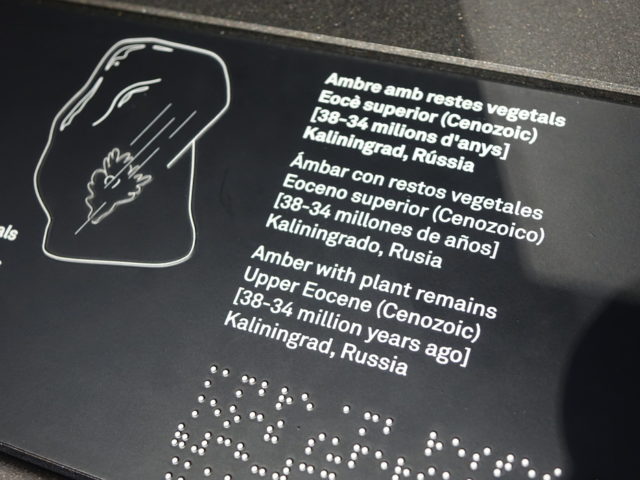 Ambre amb restes vegetals
Eocè superior (Cenozoic)
[38-34 milions d'anys]
Kaliningrad, Rússia
Ámbar con restos vegetales
Eoceno superior (Cenozoico)
[38-34 millones de años]
Kaliningrado, Rusia
Amber with plant remains
Upper Eocene (Cenozoic)
[38-34 million years ago]
Kaliningrad, Russia